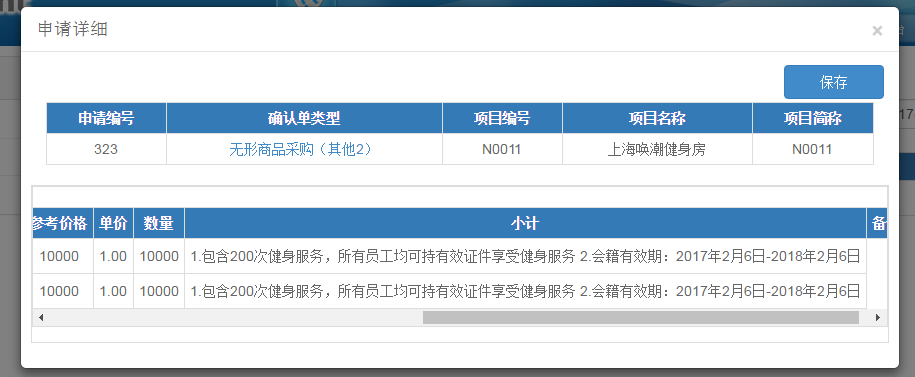 申请详细
×
保存
申请编号 确认单类型 项目编号 项目名称 项目简称
323 无形商品采购（其他2） N0011 上海唤潮健身房 N0011
参考价格 单价 数量 小计 备
10000 1.00 10000 1.包含200次健身服务，所有员工均可持有效证件享受健身服务 2.会籍有效期：2017年2月6日-2018年2月6日
10000 1.00 10000 1.包含200次健身服务，所有员工均可持有效证件享受健身服务 2.会籍有效期：2017年2月6日-2018年2月6日